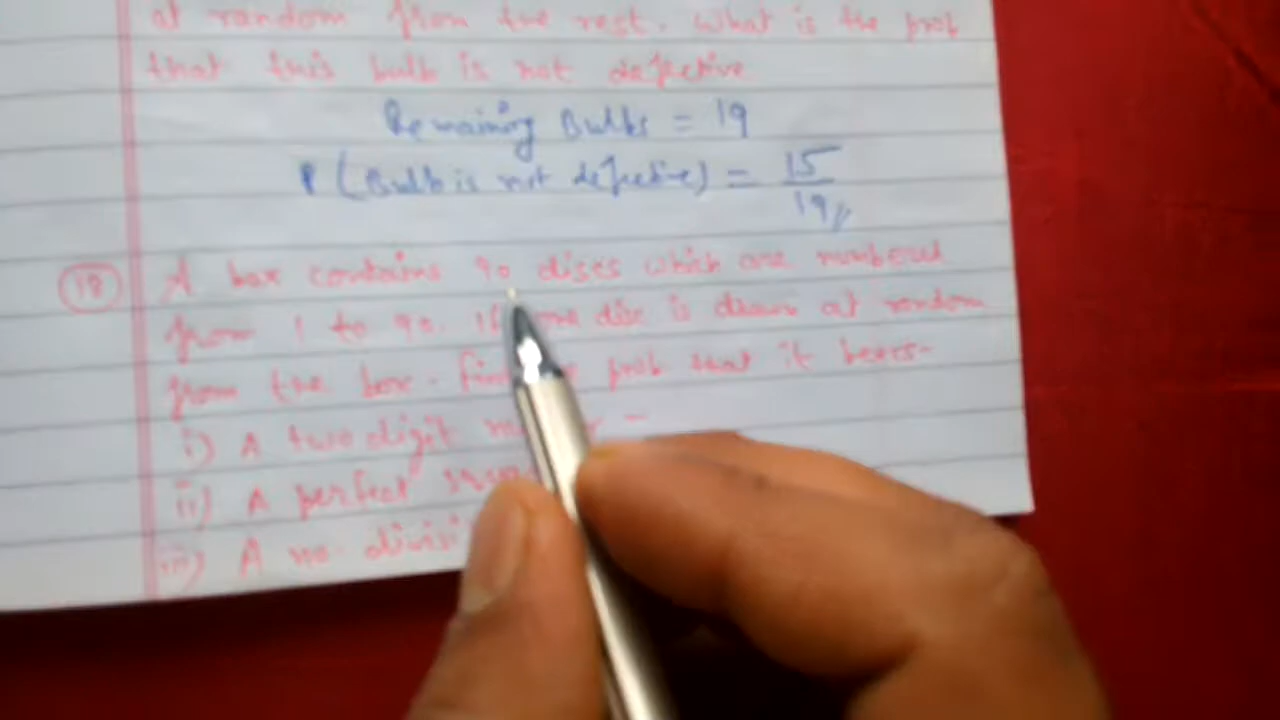 at random from the rest. What is the prob
that this bulb is not defective
Remaining Bulbs = 19
P (Bulb is not defective) = 15/19
(18) A box contains 90 discs which are numbered
from 1 to 90. If one disc is drawn at random
from the box. find prob that it bears-
i) A two digit -
ii) A perfect
iii) A no.